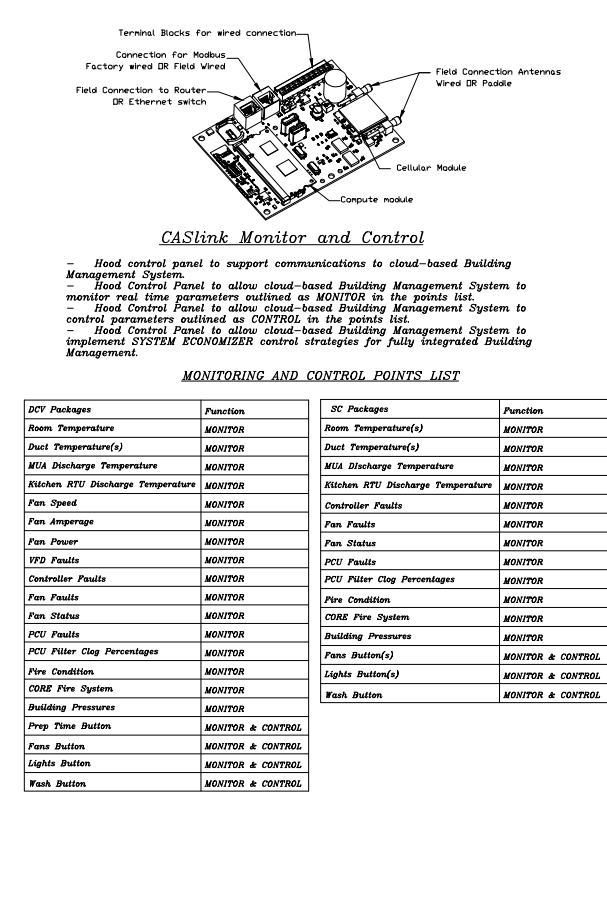 Terminal Blocks for wired connection
Connection for Modbus
Factory wired OR Field Wired
Field Connection to Router
OR Ethernet switch
Field Connection Antennas
Wired OR Paddle
Cellular Module
Compute module
CASlink Monitor and Control
– Hood control panel to support communications to cloud–based Building
Management System.
– Hood Control Panel to allow cloud–based Building Management System to
monitor real time parameters outlined as MONITOR in the points list.
– Hood Control Panel to allow cloud–based Building Management System to
control parameters outlined as CONTROL in the points list.
– Hood Control Panel to allow cloud–based Building Management System to
implement SYSTEM ECONOMIZER control strategies for fully integrated Building
Management.
MONITORING AND CONTROL POINTS LIST
DCV Packages Function
Room Temperature MONITOR
Duct Temperature(s) MONITOR
MUA Discharge Temperature MONITOR
Kitchen RTU Discharge Temperature MONITOR
Fan Speed MONITOR
Fan Amperage MONITOR
Fan Power MONITOR
VFD Faults MONITOR
Controller Faults MONITOR
Fan Faults MONITOR
Fan Status MONITOR
PCU Faults MONITOR
PCU Filter Clog Percentages MONITOR
Fire Condition MONITOR
CORE Fire System MONITOR
Building Pressures MONITOR
Prep Time Button MONITOR & CONTROL
Fans Button MONITOR & CONTROL
Lights Button MONITOR & CONTROL
Wash Button MONITOR & CONTROL
SC Packages Function
Room Temperature(s) MONITOR
Duct Temperature(s) MONITOR
MUA Discharge Temperature MONITOR
Kitchen RTU Discharge Temperature MONITOR
Controller Faults MONITOR
Fan Faults MONITOR
Fan Status MONITOR
PCU Faults MONITOR
PCU Filter Clog Percentages MONITOR
Fire Condition MONITOR
CORE Fire System MONITOR
Building Pressures MONITOR
Fans Button(s) MONITOR & CONTROL
Lights Button(s) MONITOR & CONTROL
Wash Button MONITOR & CONTROL